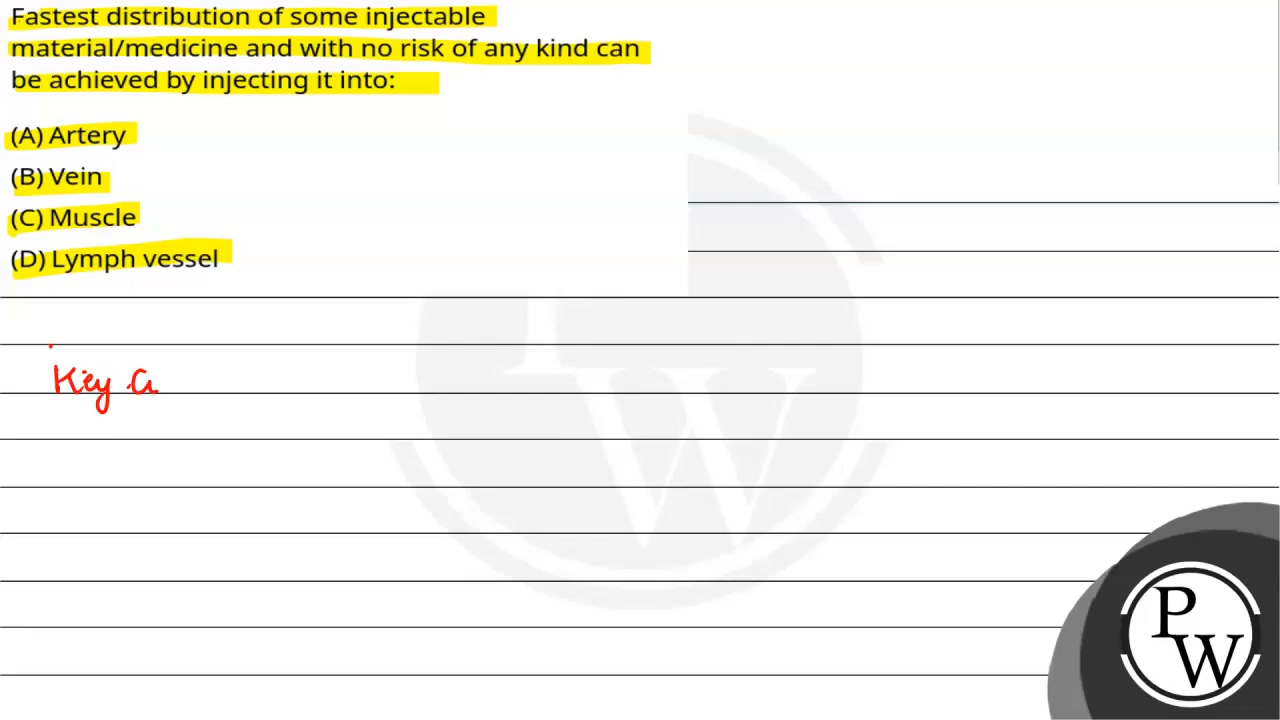 Fastest distribution of some injectable
material/medicine and with no risk of any kind can
be achieved by injecting it into:
(A) Artery
(B) Vein
(C) Muscle
(D) Lymph vessel
Key c
PW